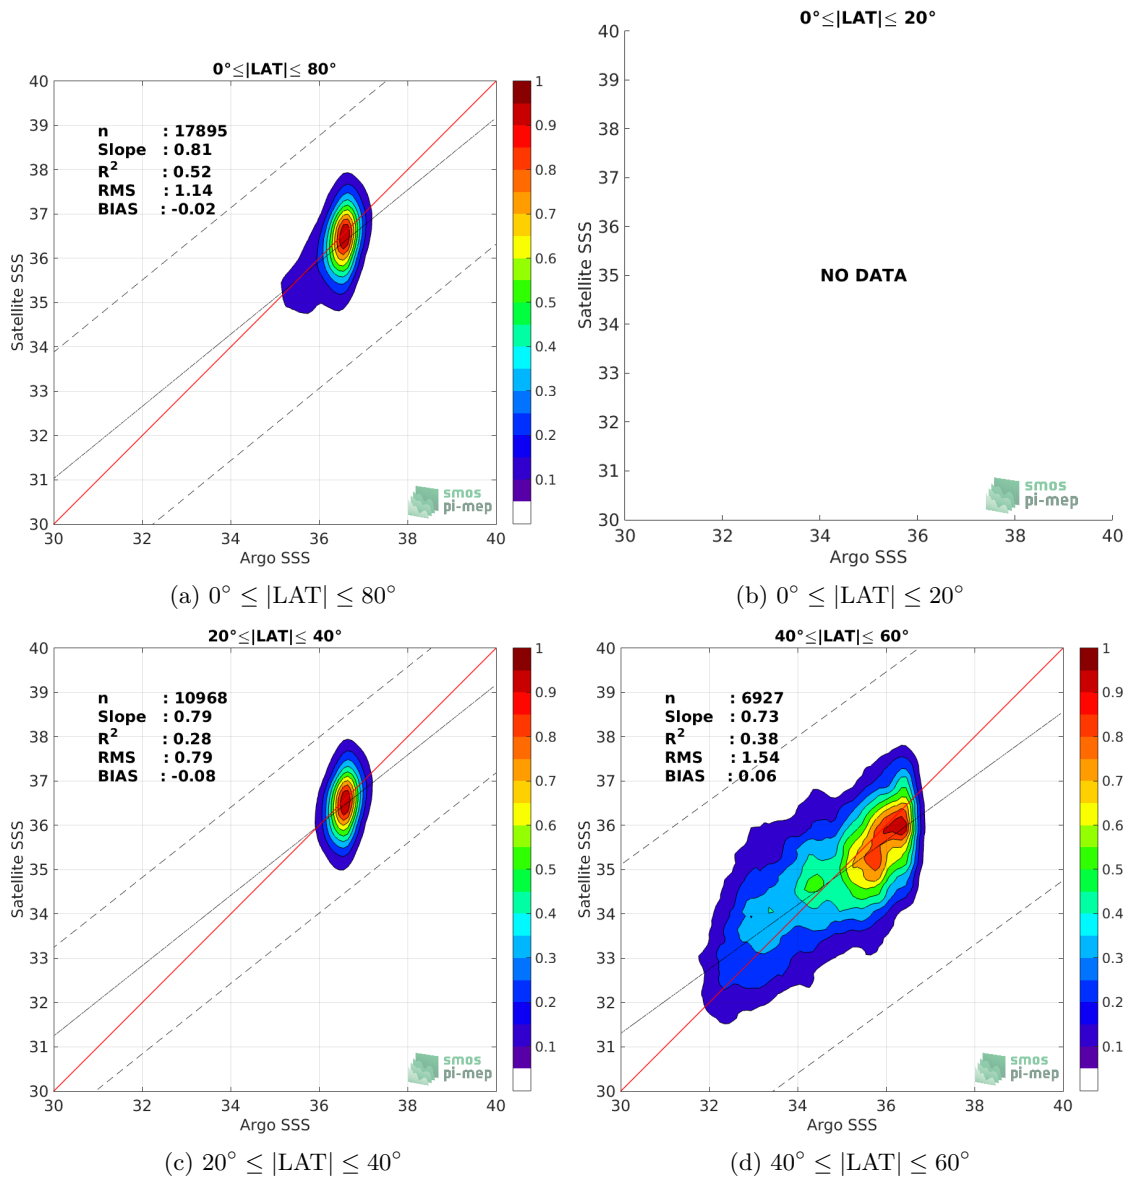 0°≤|LAT|≤ 80°
n : 17895
Slope : 0.81
R² : 0.52
RMS : 1.14
BIAS : -0.02
40
39
38
37
36
35
34
33
32
31
30
Satellite SSS
30 32 34 36 38 40
Argo SSS
1
0.9
0.8
0.7
0.6
0.5
0.4
0.3
0.2
0.1
smos
pi-mep
(a) 0° ≤ |LAT| ≤ 80°
0°≤|LAT|≤ 20°
40
39
38
37
36
35
34
33
32
31
30
Satellite SSS
NO DATA
30 32 34 36 38 40
Argo SSS
smos
pi-mep
(b) 0° ≤ |LAT| ≤ 20°
20°≤|LAT|≤ 40°
n : 10968
Slope : 0.79
R² : 0.28
RMS : 0.79
BIAS : -0.08
40
39
38
37
36
35
34
33
32
31
30
Satellite SSS
30 32 34 36 38 40
Argo SSS
1
0.9
0.8
0.7
0.6
0.5
0.4
0.3
0.2
0.1
smos
pi-mep
(c) 20° ≤ |LAT| ≤ 40°
40°≤|LAT|≤ 60°
n : 6927
Slope : 0.73
R² : 0.38
RMS : 1.54
BIAS : 0.06
40
39
38
37
36
35
34
33
32
31
30
Satellite SSS
30 32 34 36 38 40
Argo SSS
1
0.9
0.8
0.7
0.6
0.5
0.4
0.3
0.2
0.1
smos
pi-mep
(d) 40° ≤ |LAT| ≤ 60°